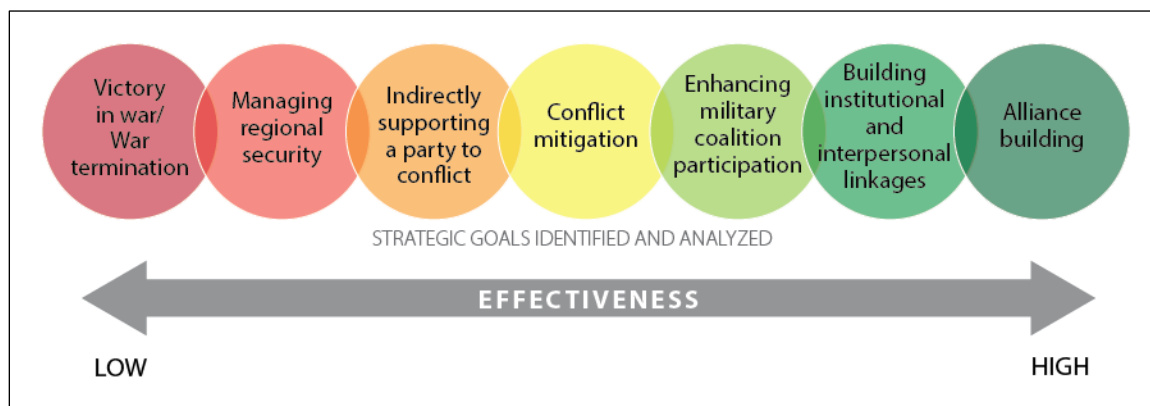 Victory
in war/
War
termination
Managing
regional
security
Indirectly
supporting
a party to
conflict
Conflict
mitigation
Enhancing
military
coalition
participation
Building
institutional
and
interpersonal
linkages
Alliance
building
STRATEGIC GOALS IDENTIFIED AND ANALYZED
EFFECTIVENESS
LOW
HIGH